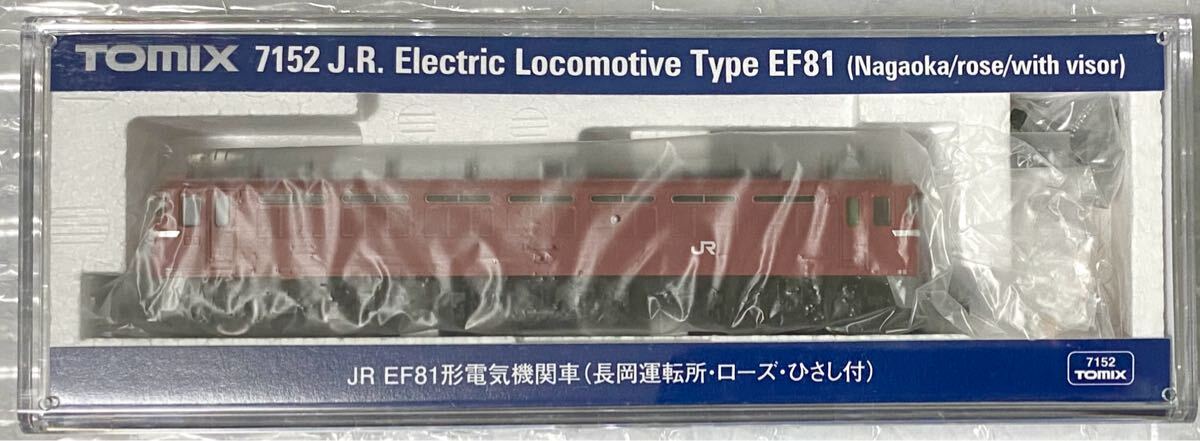 TOMIX 7152 J.R. Electric Locomotive Type EF81 (Nagaoka/rose/with visor)
JR
JR EF81形電気機関車(長岡運転所・ローズ・ひさし付)
7152
TOMIX